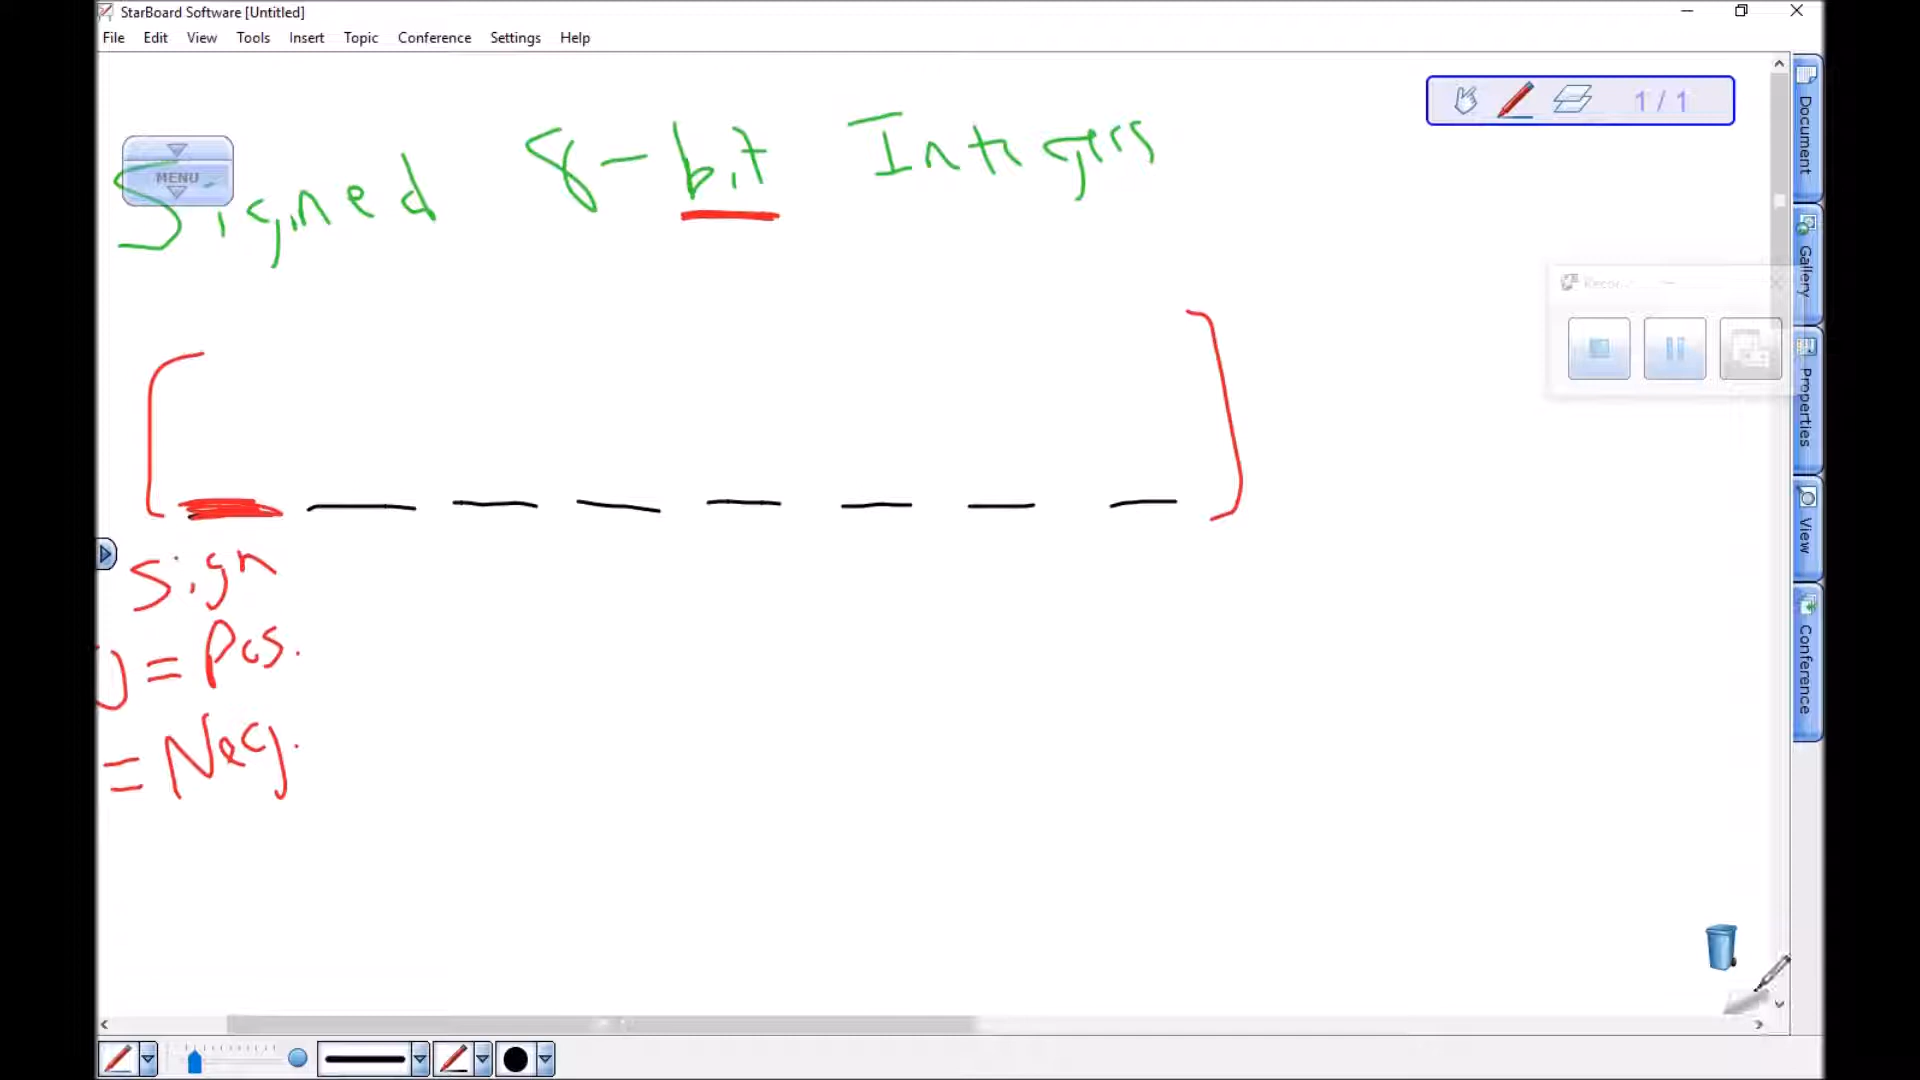 StarBoard Software [Untitled]
File Edit View Tools Insert Topic Conference Settings Help
1 / 1
MENU
Signed 8-bit Integers
Document
Gallery
Properties
View
Conference
Sign
0 = Pos.
= Neg.